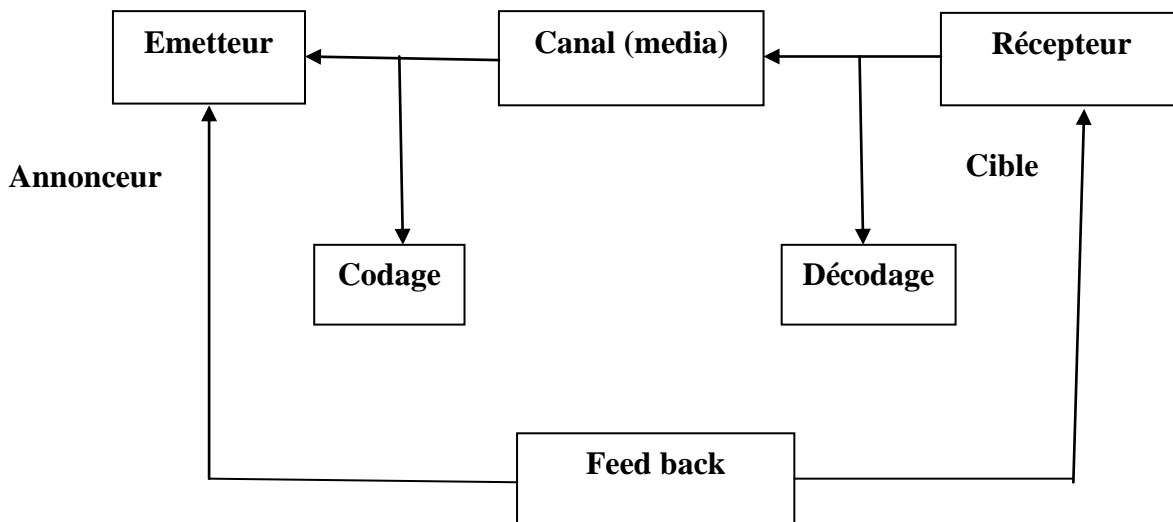 Emetteur
Canal (media)
Récepteur
Annonceur
Cible
Codage
Décodage
Feed back